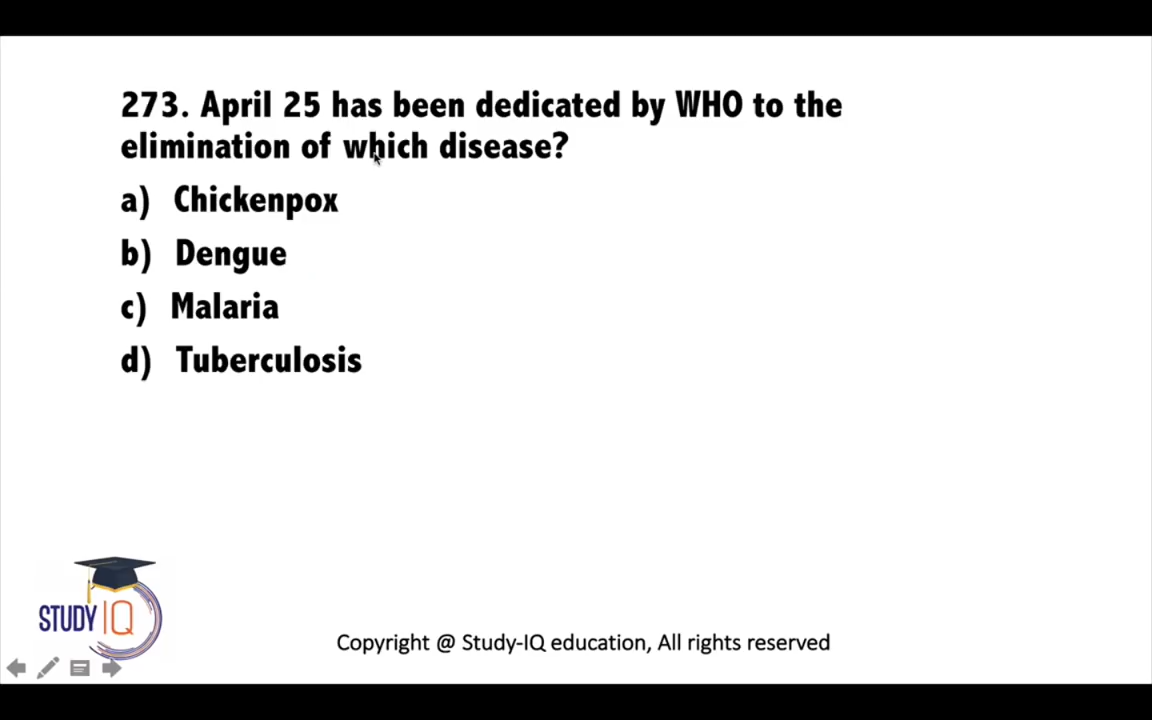 273. April 25 has been dedicated by WHO to the
elimination of which disease?
a) Chickenpox
b) Dengue
c) Malaria
d) Tuberculosis
STUDY IQ
Copyright @ Study-IQ education, All rights reserved